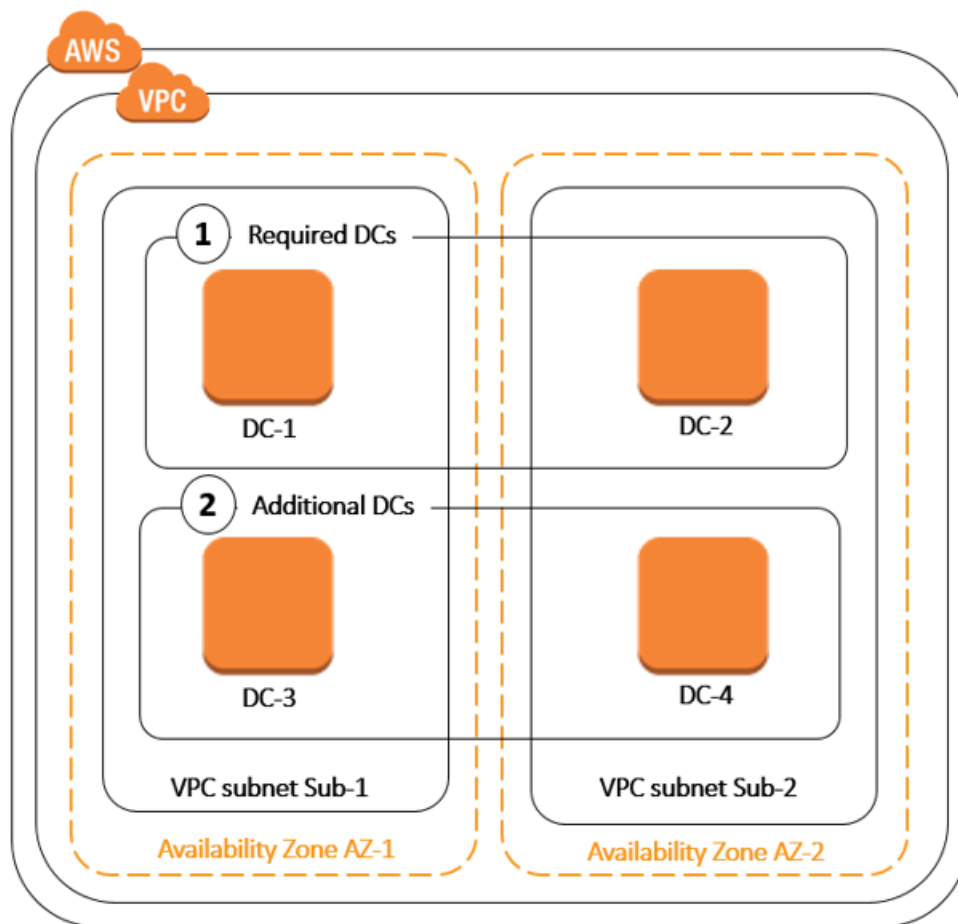 AWS
VPC
1 Required DCs
DC-1
DC-2
2 Additional DCs
DC-3
DC-4
VPC subnet Sub-1
VPC subnet Sub-2
Availability Zone AZ-1
Availability Zone AZ-2